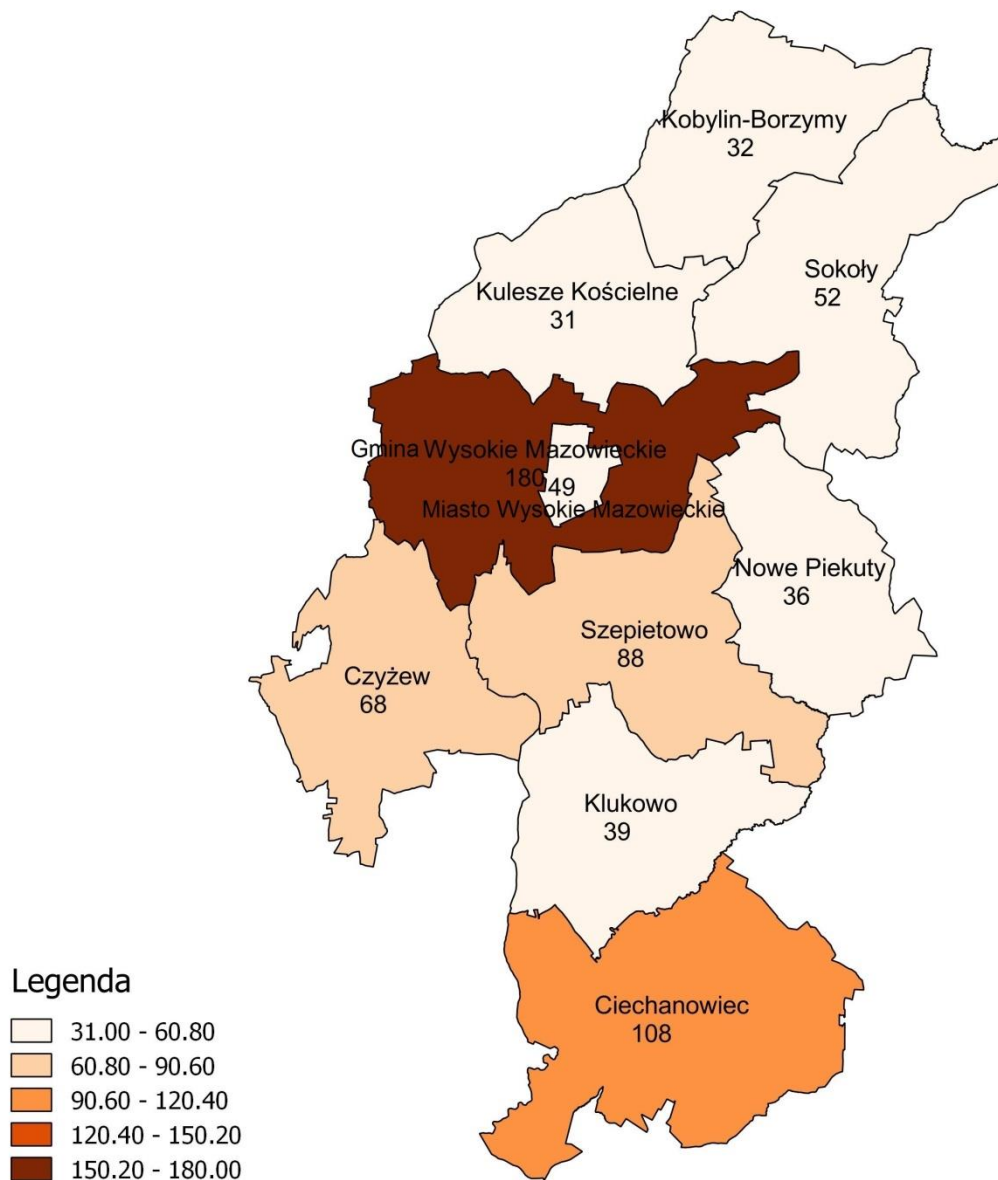 Kobylin-Borzymy
32
Sokoły
52
Kulesze Kościelne
31
Gmina Wysokie Mazowieckie
180
49
Miasto Wysokie Mazowieckie
Nowe Piekuty
36
Szepietowo
88
Czyżew
68
Klukowo
39
Ciechanowiec
108
Legenda
31.00 - 60.80
60.80 - 90.60
90.60 - 120.40
120.40 - 150.20
150.20 - 180.00